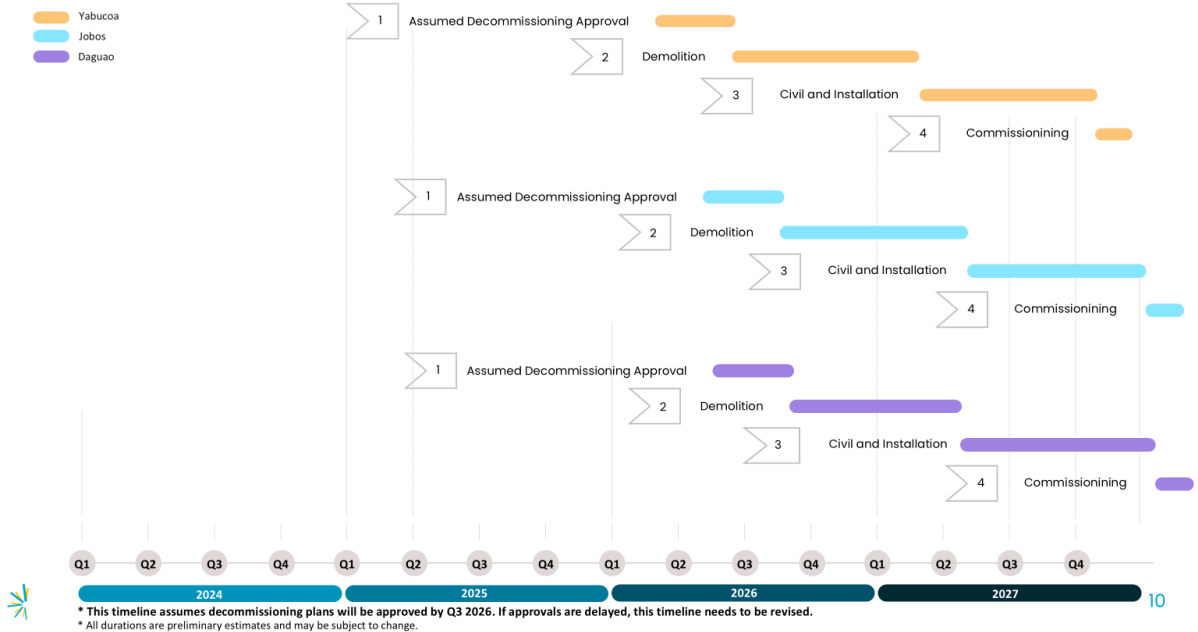 Yabucoa
Jobos
Daguao
1 Assumed Decommissioning Approval
2 Demolition
3 Civil and Installation
4 Commissionining
1 Assumed Decommissioning Approval
2 Demolition
3 Civil and Installation
4 Commissionining
1 Assumed Decommissioning Approval
2 Demolition
3 Civil and Installation
4 Commissionining
Q1 Q2 Q3 Q4 Q1 Q2 Q3 Q4 Q1 Q2 Q3 Q4 Q1 Q2 Q3 Q4
2024 2025 2026 2027
* This timeline assumes decommissioning plans will be approved by Q3 2026. If approvals are delayed, this timeline needs to be revised.
* All durations are preliminary estimates and may be subject to change.
10